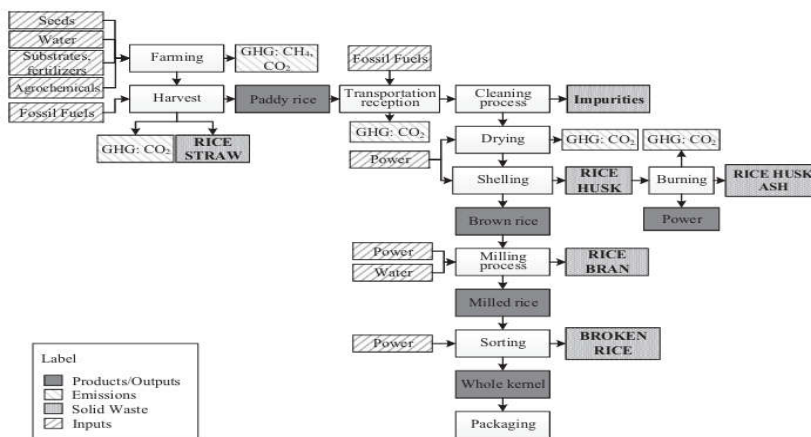 Seeds
Water
Substrates,
fertilizers
Agrochemicals
Fossil Fuels
Farming
GHG: CH₄,
CO₂
Harvest
Paddy rice
GHG: CO₂
RICE
STRAW
Fossil Fuels
Transportation
reception
GHG: CO₂
Cleaning
process
Impurities
Power
Drying
GHG: CO₂
GHG: CO₂
Shelling
RICE
HUSK
Burning
RICE HUSK
ASH
Power
Brown rice
Power
Water
Milling
process
RICE
BRAN
Milled rice
Power
Sorting
BROKEN
RICE
Whole kernel
Packaging
Label
Products/Outputs
Emissions
Solid Waste
Inputs